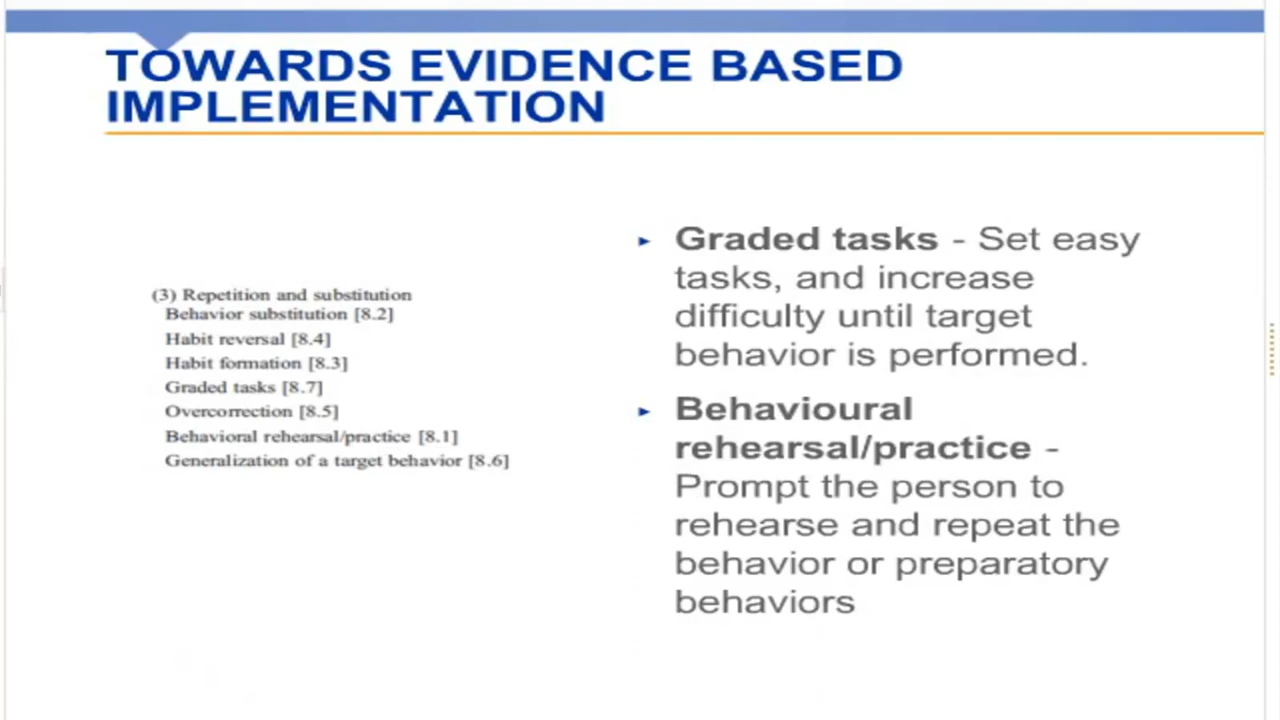 TOWARDS EVIDENCE BASED
IMPLEMENTATION
(3) Repetition and substitution
Behavior substitution [8.2]
Habit reversal [8.4]
Habit formation [8.3]
Graded tasks [8.7]
Overcorrection [8.5]
Behavioral rehearsal/practice [8.1]
Generalization of a target behavior [8.6]
► Graded tasks - Set easy
tasks, and increase
difficulty until target
behavior is performed.
► Behavioural
rehearsal/practice -
Prompt the person to
rehearse and repeat the
behavior or preparatory
behaviors